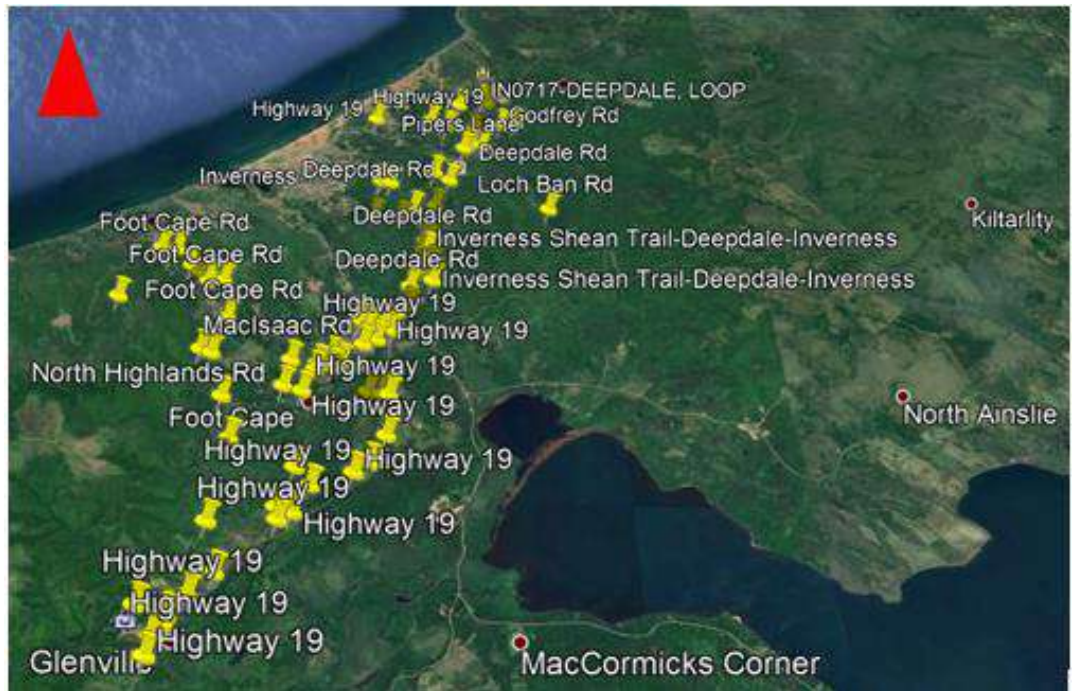 Highway 19
Highway 19
IN0717-DEEPDALE, LOOP
Pipers Lane
Godfrey Rd
Deepdale Rd
Inverness
Deepdale Rd
Loch Ban Rd
Kiltarlity
Foot Cape Rd
Deepdale Rd
Inverness Shean Trail-Deepdale-Inverness
Foot Cape Rd
Deepdale Rd
Inverness Shean Trail-Deepdale-Inverness
Foot Cape Rd
Highway 19
MacIsaac Rd
Highway 19
North Highlands Rd
Highway 19
Highway 19
North Ainslie
Foot Cape
Highway 19
Highway 19
Highway 19
Highway 19
Highway 19
Highway 19
Highway 19
Glenville
MacCormicks Corner